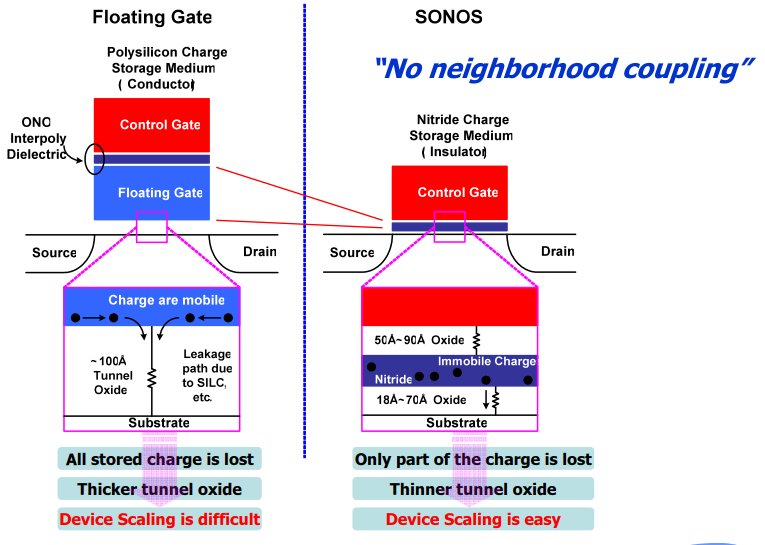 Floating Gate
Polysilicon Charge
Storage Medium
( Conductor)
ONO
Interpoly
Dielectric
Control Gate
Floating Gate
Source
Drain
Charge are mobile
~100Å
Tunnel
Oxide
Leakage
path due
to SILC,
etc.
Substrate
All stored charge is lost
Thicker tunnel oxide
Device Scaling is difficult
SONOS
“No neighborhood coupling”
Nitride Charge
Storage Medium
( Insulator)
Control Gate
Source
Drain
50Å~90Å Oxide
Immobile Charge
Nitride
18Å~70Å Oxide
Substrate
Only part of the charge is lost
Thinner tunnel oxide
Device Scaling is easy